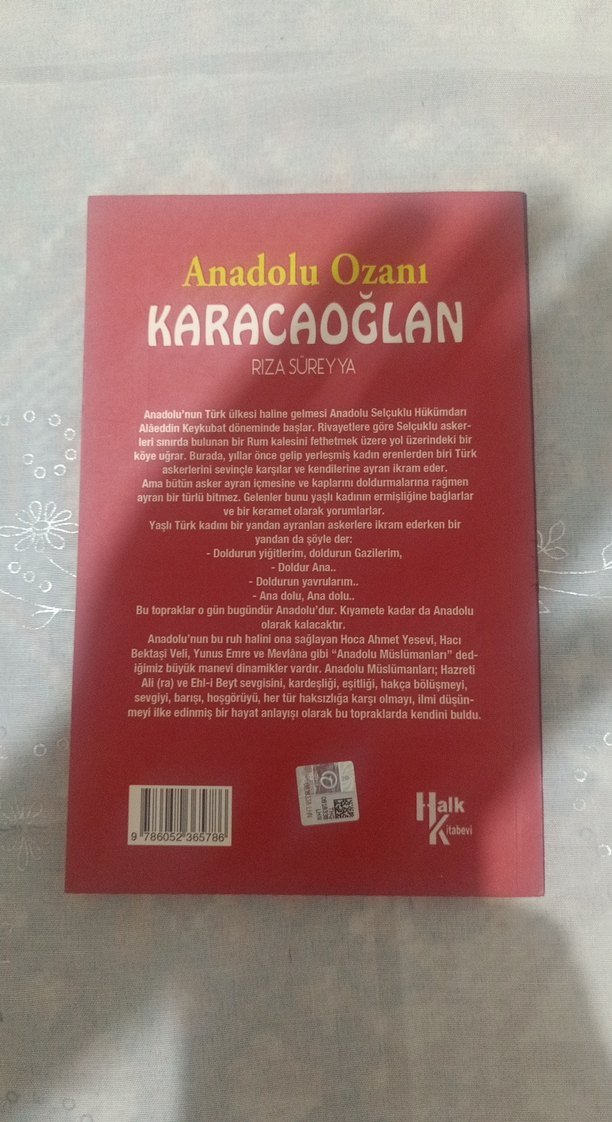 Anadolu Ozanı
KARACAOĞLAN
RIZA SÜREYYA
Anadolu'nun Türk ülkesi haline gelmesi Anadolu Selçuklu Hükümdarı
Alâeddin Keykubat döneminde başlar. Rivayetlere göre Selçuklu asker-
leri sınırda bulunan bir Rum kalesini fethetmek üzere yol üzerindeki bir
köye uğrar. Burada, yıllar önce gelip yerleşmiş kadın erenlerden biri Türk
askerlerini sevinçle karşılar ve kendilerine ayran ikram eder.
Ama bütün asker ayran içmesine ve kaplarını doldurmalarına rağmen
ayran bir türlü bitmez. Gelenler bunu yaşlı kadının ermişliğine bağlarlar
ve bir keramet olarak yorumlarlar.
Yaşlı Türk kadını bir yandan ayranları askerlere ikram ederken bir
yandan da şöyle der:
- Doldurun yiğitlerim, doldurun Gazilerim,
- Doldur Ana..
- Doldurun yavrularım..
- Ana dolu, Ana dolu..
Bu topraklar o gün bugündür Anadolu'dur. Kıyamete kadar da Anadolu
olarak kalacaktır.
Anadolu'nun bu ruh halini ona sağlayan Hoca Ahmet Yesevi, Hacı
Bektaşi Veli, Yunus Emre ve Mevlâna gibi "Anadolu Müslümanları" ded-
iğimiz büyük manevi dinamikler vardır. Anadolu Müslümanları; Hazreti
Ali (ra) ve Ehl-i Beyt sevgisini, kardeşliği, eşitliği, hakça bölüşmeyi,
sevgiyi, barışı, hoşgörüyü, her tür haksızlığa karşı olmayı, ilmi düşün-
meyi ilke edinmiş bir hayat anlayışı olarak bu topraklarda kendini buldu.
9 786052 365786
Halk
Kitabevi